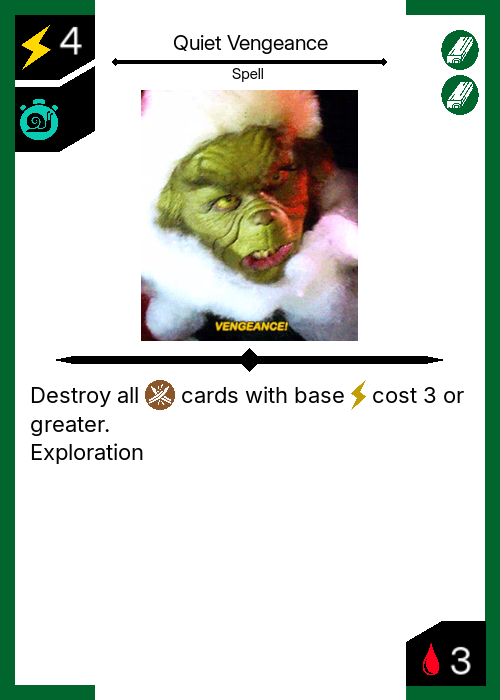 4
Quiet Vengeance
Spell
VENGEANCE!
Destroy all cards with base cost 3 or
greater.
Exploration
3